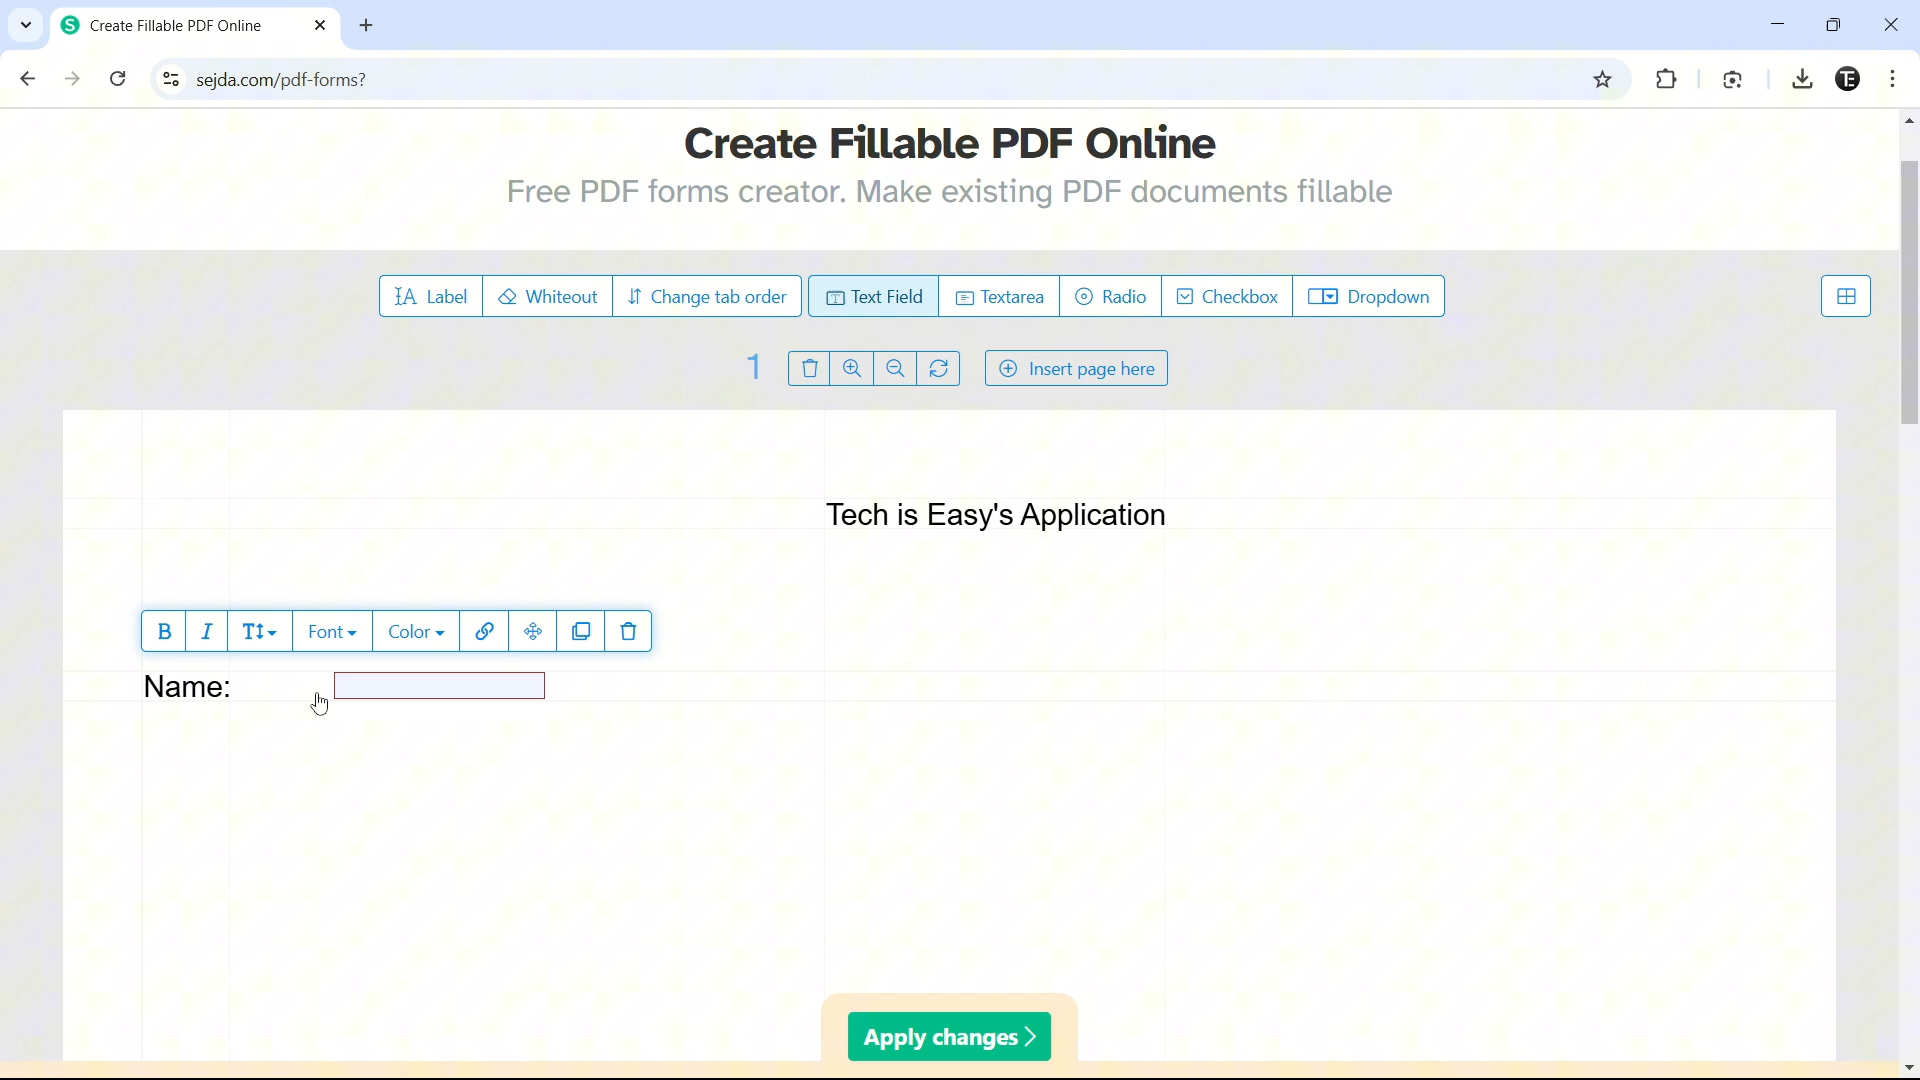 Create Fillable PDF Online
sejda.com/pdf-forms?
Create Fillable PDF Online
Free PDF forms creator. Make existing PDF documents fillable
Label Whiteout Change tab order Text Field Textarea Radio Checkbox Dropdown
1 Insert page here
Tech is Easy's Application
B I T Font Color
Name:
Apply changes